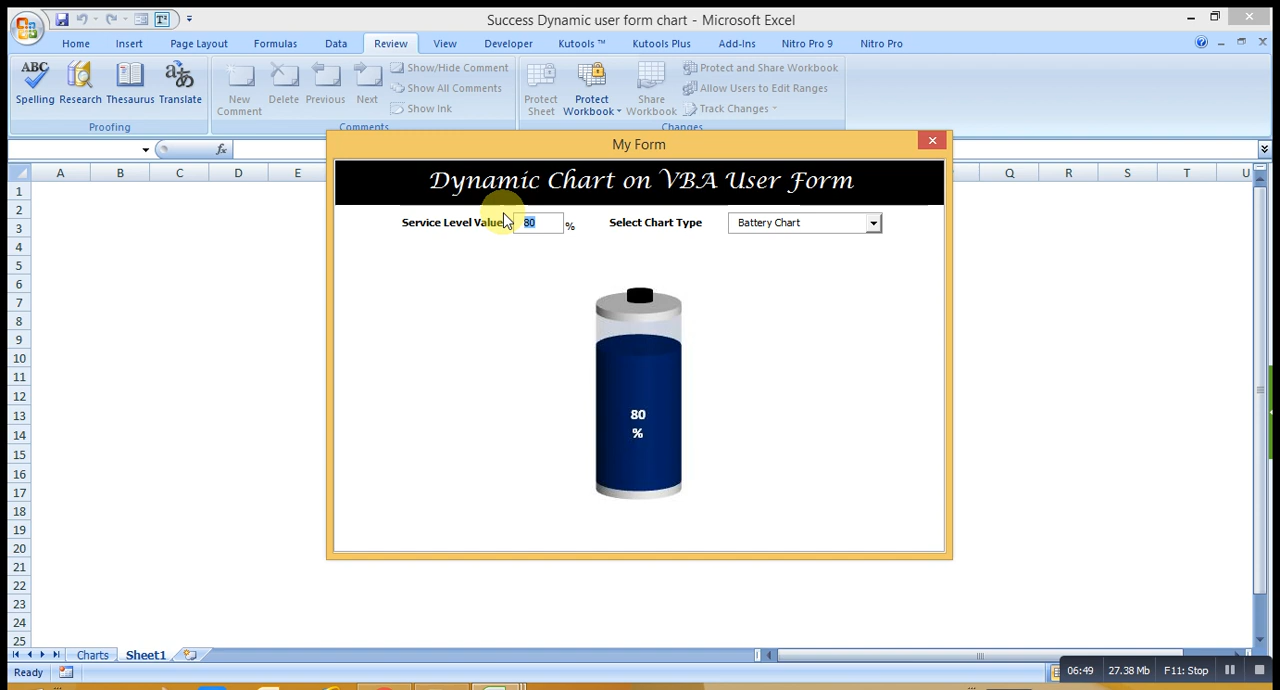 Success Dynamic user form chart - Microsoft Excel
Home Insert Page Layout Formulas Data Review View Developer Kutools ™ Kutools Plus Add-Ins Nitro Pro 9 Nitro Pro
ABC
Spelling Research Thesaurus Translate
Proofing
New Comment Delete Previous Next
Show/Hide Comment
Show All Comments
Show Ink
Comments
Protect Sheet Protect Workbook Share Workbook
Protect and Share Workbook
Allow Users to Edit Ranges
Track Changes
Changes
fx
My Form
Dynamic Chart on VBA User Form
Service Level Value 80 % Select Chart Type Battery Chart
80
%
A B C D E Q R S T U
1
2
3
4
5
6
7
8
9
10
11
12
13
14
15
16
17
18
19
20
21
22
23
24
25
Charts Sheet1
Ready
06:49 27.38 Mb F11: Stop